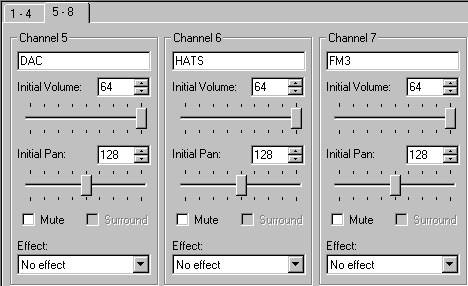 1 - 4 5 - 8
Channel 5 Channel 6 Channel 7
DAC HATS FM3
Initial Volume: 64 Initial Volume: 64 Initial Volume: 64
Initial Pan: 128 Initial Pan: 128 Initial Pan: 128
Mute Surround Mute Surround Mute Surround
Effect: Effect: Effect:
No effect No effect No effect